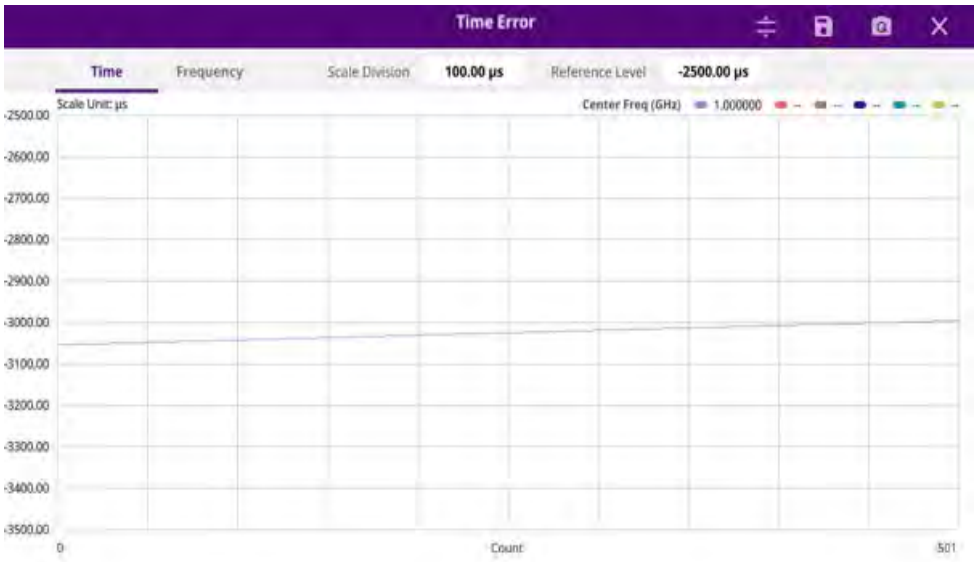 Time Error
Time Frequency Scale Division 100.00 µs Reference Level -2500.00 µs
Scale Unit: µs Center Freq (GHz) 1.000000 -- -- -- -- --
-2500.00
-2600.00
-2700.00
-2800.00
-2900.00
-3000.00
-3100.00
-3200.00
-3300.00
-3400.00
-3500.00
0 Count 501